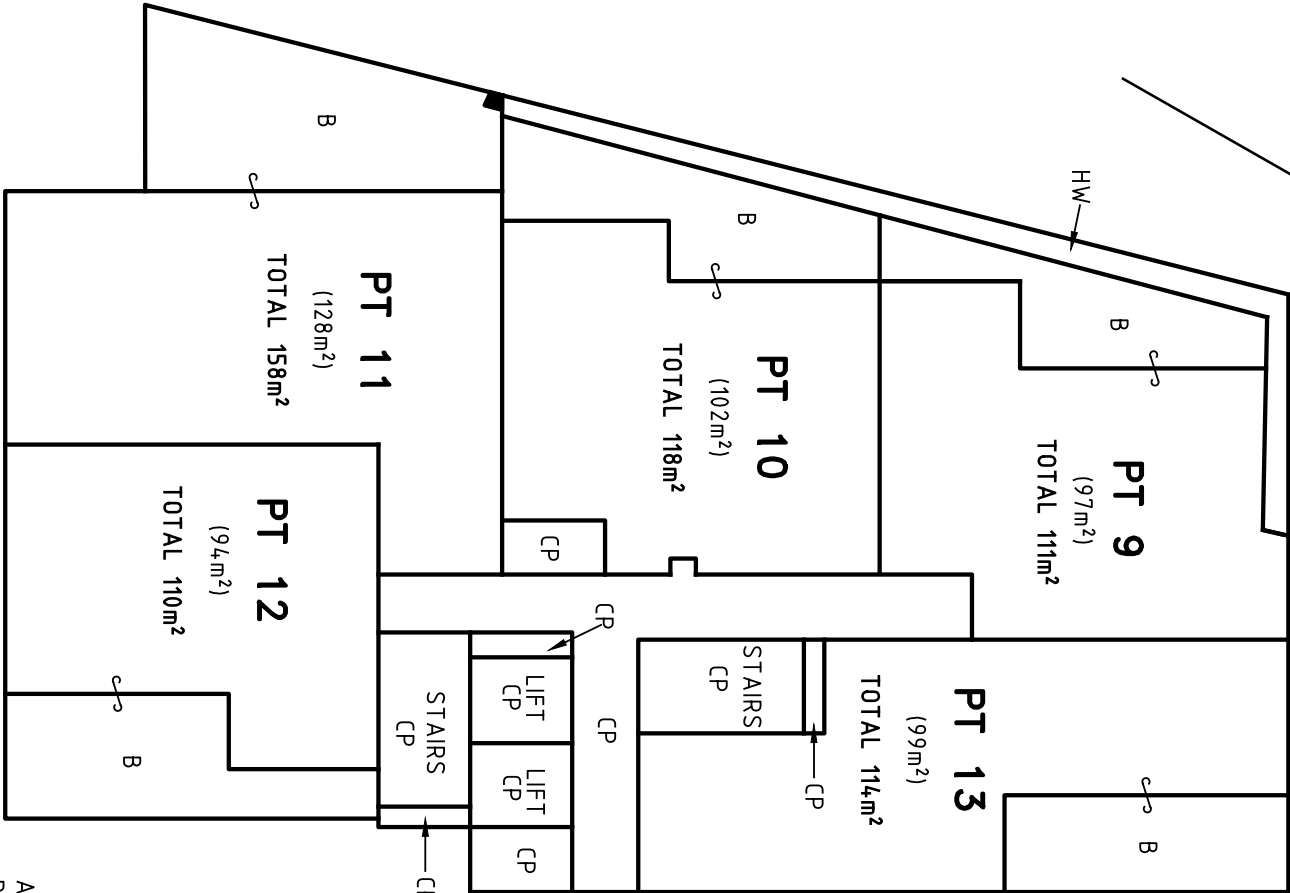 HW
B
B
B
PT 9
(97m²)
TOTAL 111m²
PT 10
(102m²)
TOTAL 118m²
PT 11
(128m²)
TOTAL 158m²
PT 12
(94m²)
TOTAL 110m²
B
PT 13
(99m²)
TOTAL 114m²
B
CP
CP
STAIRS
CP
CP
LIFT
CP
LIFT
CP
CP
STAIRS
CP
CP
A